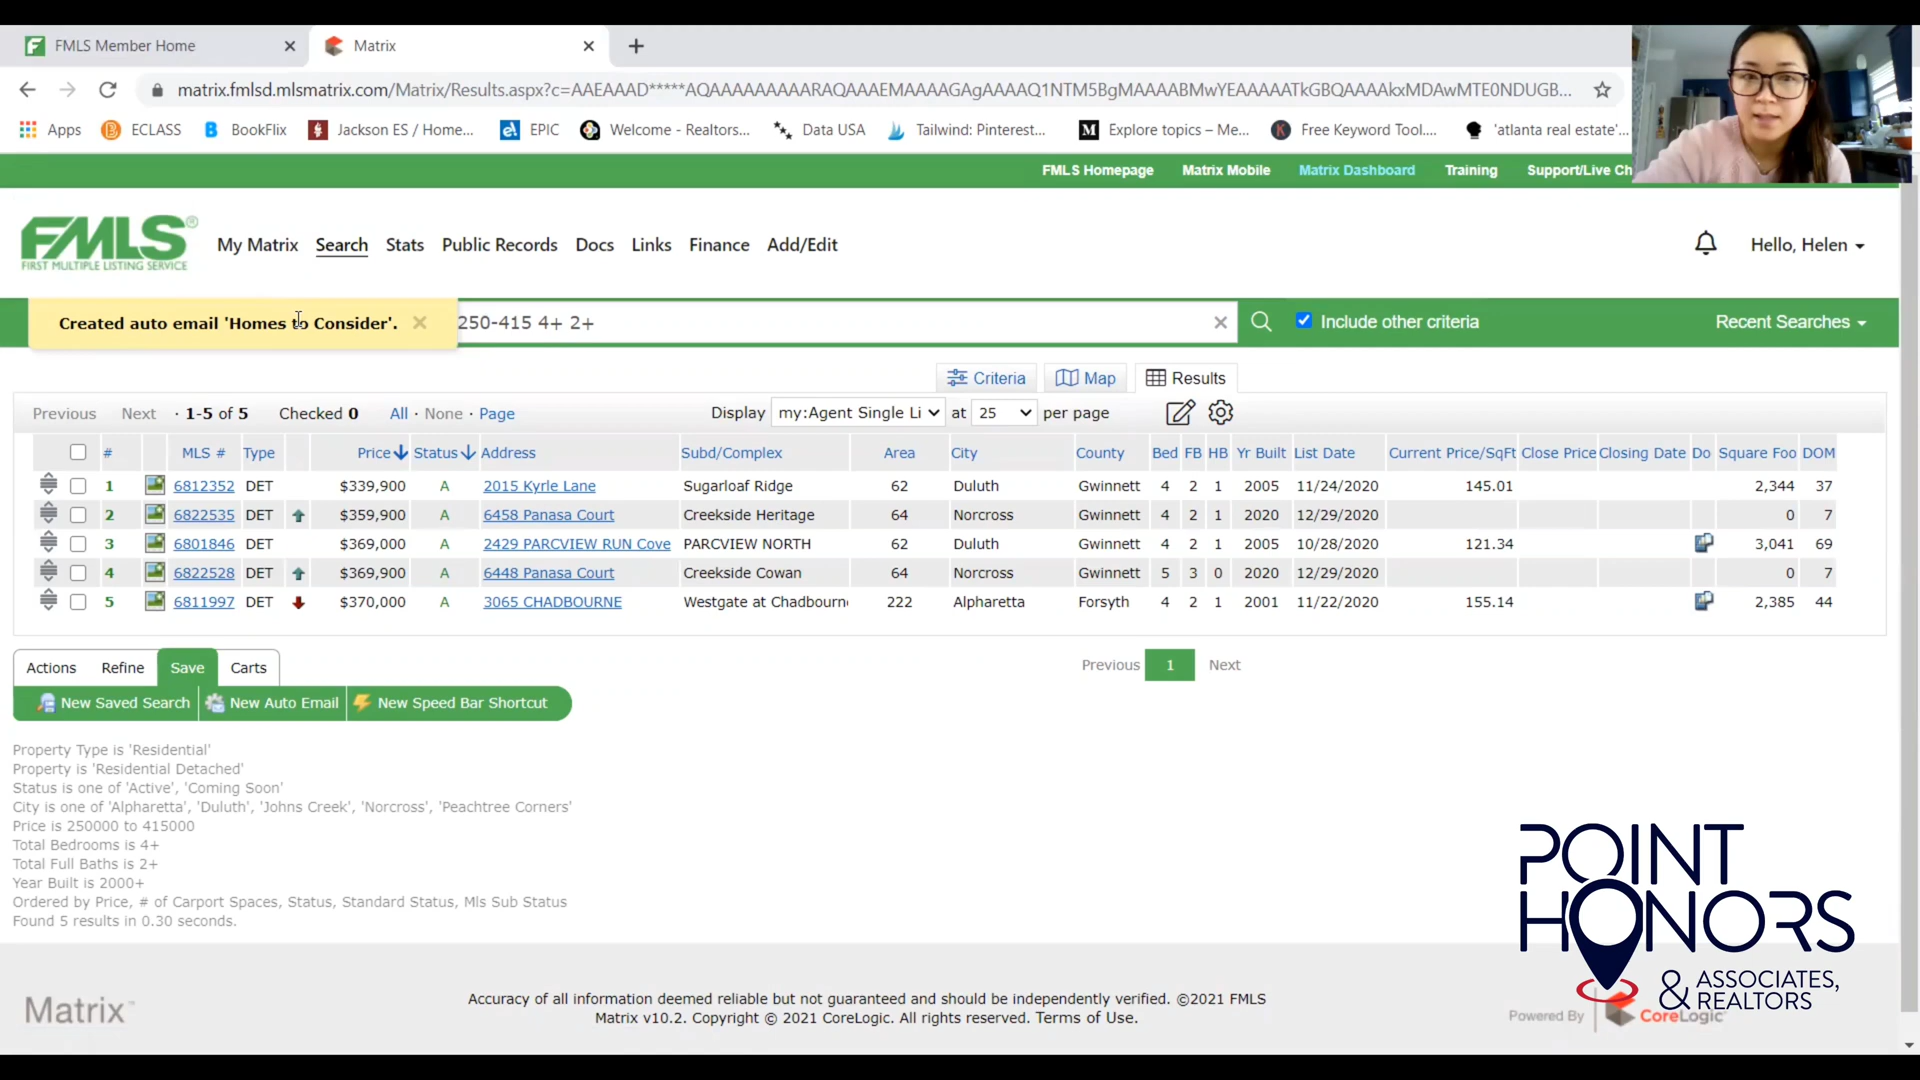 FMLS Member Home
Matrix
matrix.fmlsd.mlsmatrix.com/Matrix/Results.aspx?c=AAEAAAD*****AQAAAAAAAAARAQAAAEMAAAAGAgAAAAQ1NTM5BgMAAAABMwYEAAAAATkGBQAAAAkxMDAwMTE0NDUGB...
Apps ECLASS BookFlix Jackson ES / Home... EPIC Welcome - Realtors... Data USA Tailwind: Pinterest... Explore topics – Me... Free Keyword Tool.... 'atlanta real estate'...
FMLS Homepage Matrix Mobile Matrix Dashboard Training Support/Live Ch
FMLS®
FIRST MULTIPLE LISTING SERVICE
My Matrix Search Stats Public Records Docs Links Finance Add/Edit
Hello, Helen
Created auto email 'Homes to Consider'.
250-415 4+ 2+
Include other criteria
Recent Searches
Criteria Map Results
Previous Next · 1-5 of 5 Checked 0 All · None · Page Display my:Agent Single Li at 25 per page
# MLS # Type Price Status Address Subd/Complex Area City County Bed FB HB Yr Built List Date Current Price/SqFt Close Price Closing Date Do Square Foo DOM
1 6812352 DET $339,900 A 2015 Kyrle Lane Sugarloaf Ridge 62 Duluth Gwinnett 4 2 1 2005 11/24/2020 145.01 2,344 37
2 6822535 DET $359,900 A 6458 Panasa Court Creekside Heritage 64 Norcross Gwinnett 4 2 1 2020 12/29/2020 0 7
3 6801846 DET $369,000 A 2429 PARCVIEW RUN Cove PARCVIEW NORTH 62 Duluth Gwinnett 4 2 1 2005 10/28/2020 121.34 3,041 69
4 6822528 DET $369,900 A 6448 Panasa Court Creekside Cowan 64 Norcross Gwinnett 5 3 0 2020 12/29/2020 0 7
5 6811997 DET $370,000 A 3065 CHADBOURNE Westgate at Chadbourn 222 Alpharetta Forsyth 4 2 1 2001 11/22/2020 155.14 2,385 44
Actions Refine Save Carts
Previous 1 Next
New Saved Search New Auto Email New Speed Bar Shortcut
Property Type is 'Residential'
Property is 'Residential Detached'
Status is one of 'Active', 'Coming Soon'
City is one of 'Alpharetta', 'Duluth', 'Johns Creek', 'Norcross', 'Peachtree Corners'
Price is 250000 to 415000
Total Bedrooms is 4+
Total Full Baths is 2+
Year Built is 2000+
Ordered by Price, # of Carport Spaces, Status, Standard Status, Mls Sub Status
Found 5 results in 0.30 seconds.
POINT
HONORS
& ASSOCIATES,
REALTORS
Matrix™
Accuracy of all information deemed reliable but not guaranteed and should be independently verified. ©2021 FMLS
Matrix v10.2. Copyright © 2021 CoreLogic. All rights reserved. Terms of Use.
Powered By CoreLogic